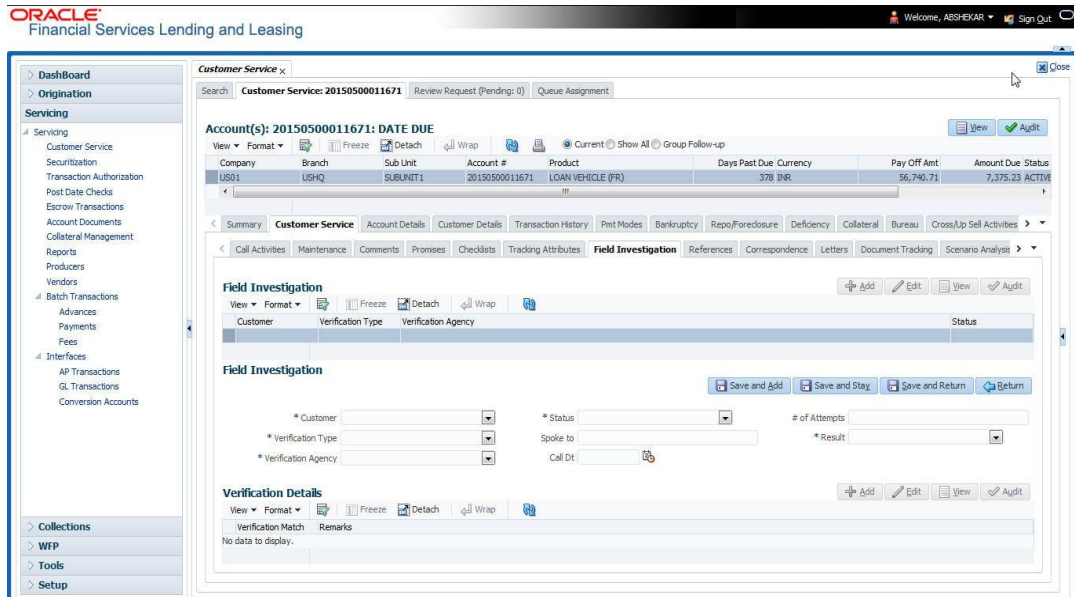 ORACLE
Financial Services Lending and Leasing
Welcome, ABSHEKAR Sign Out
Close
DashBoard
Origination
Servicing
Servicing
Customer Service
Securitization
Transaction Authorization
Post Date Checks
Escrow Transactions
Account Documents
Collateral Management
Reports
Producers
Vendors
Batch Transactions
Advances
Payments
Fees
Interfaces
AP Transactions
GL Transactions
Conversion Accounts
Collections
WFP
Tools
Setup
Customer Service x
Search Customer Service: 20150500011671 Review Request (Pending: 0) Queue Assignment
Account(s): 20150500011671: DATE DUE
View Audit
View Format Freeze Detach Wrap Current Show All Group Follow-up
Company Branch Sub Unit Account # Product Days Past Due Currency Pay Off Amt Amount Due Status
US01 USHQ SUBUNIT1 20150500011671 LOAN VEHICLE (FR) 378 INR 56,740.71 7,375.23 ACTIVE
Summary Customer Service Account Details Customer Details Transaction History Pmt Modes Bankruptcy Repo/Foreclosure Deficiency Collateral Bureau Cross/Up Sell Activities
Call Activities Maintenance Comments Promises Checklists Tracking Attributes Field Investigation References Correspondence Letters Document Tracking Scenario Analysis
Field Investigation
Add Edit View Audit
View Format Freeze Detach Wrap
Customer Verification Type Verification Agency Status
Field Investigation
Save and Add Save and Stay Save and Return Return
* Customer * Status # of Attempts
* Verification Type Spoke to * Result
* Verification Agency Call Dt
Verification Details
Add Edit View Audit
View Format Freeze Detach Wrap
Verification Match Remarks
No data to display.